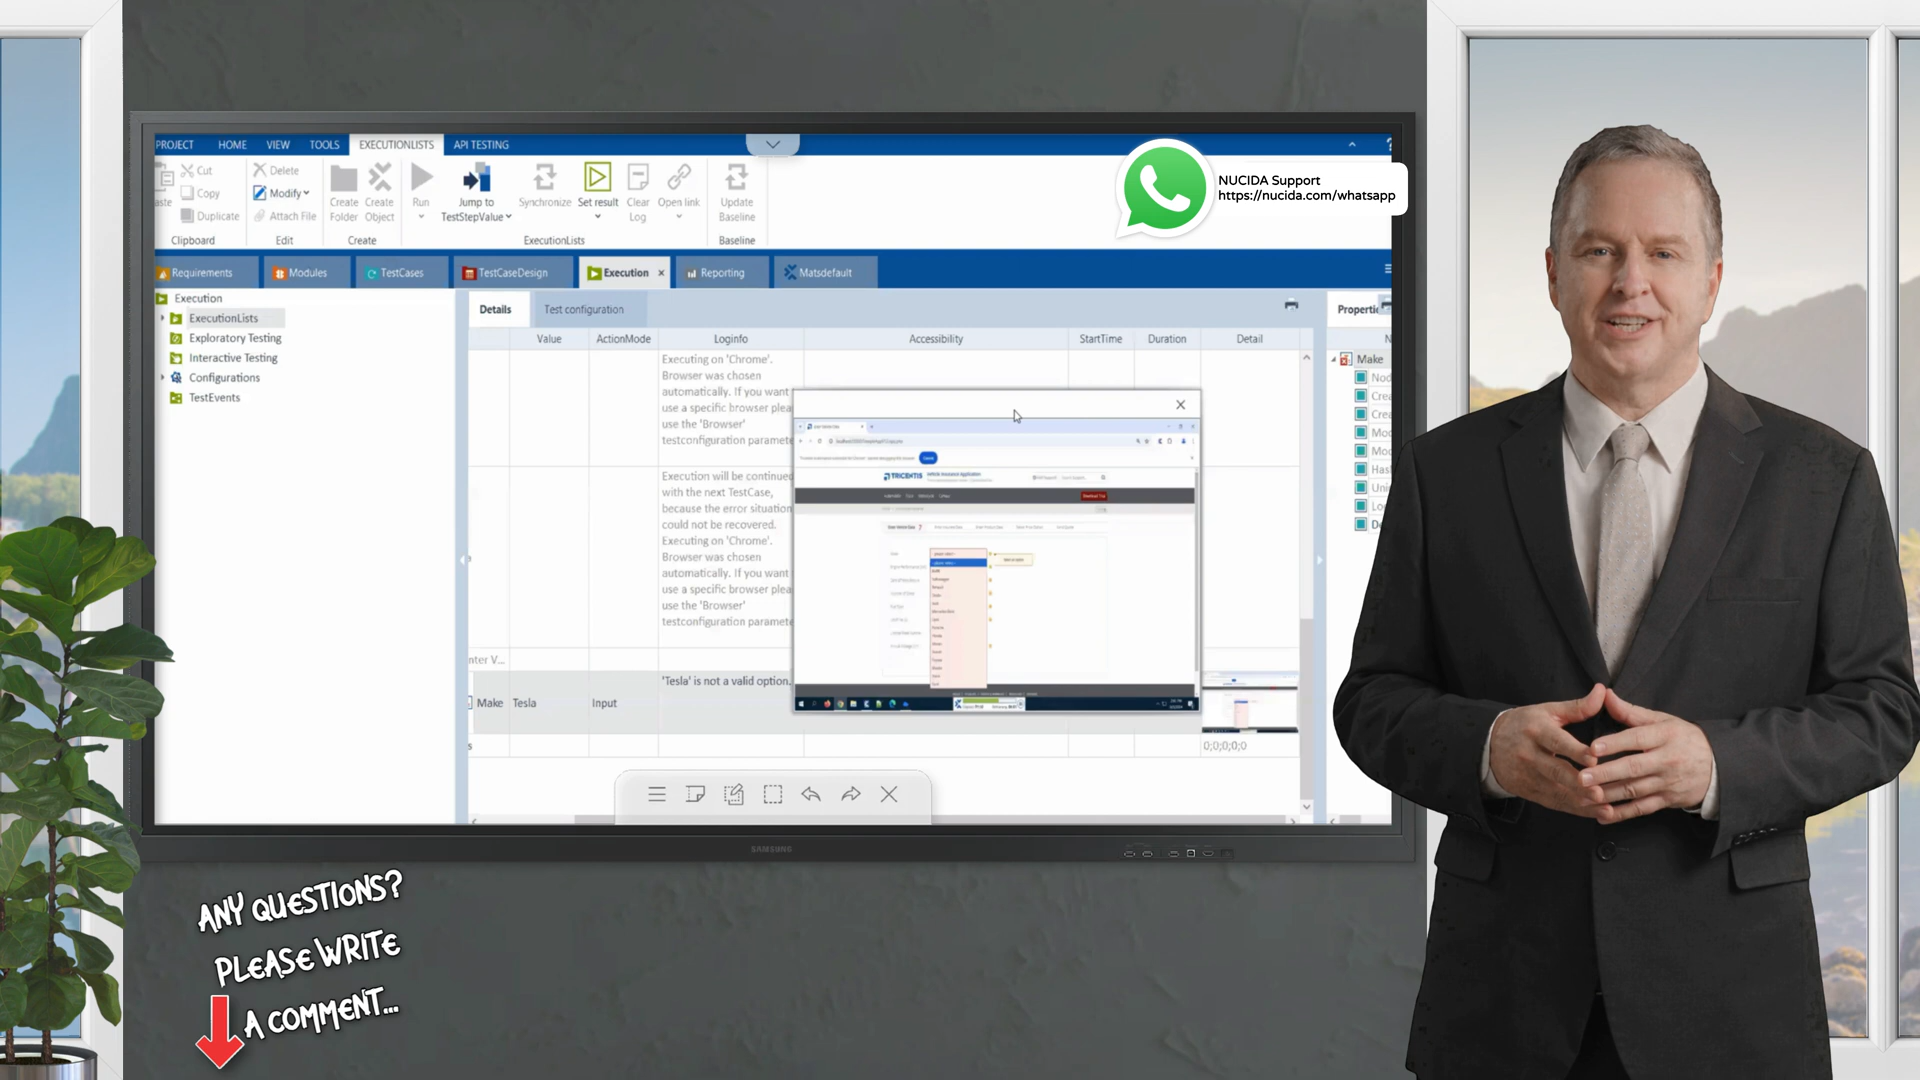 PROJECT HOME VIEW TOOLS EXECUTIONLISTS API TESTING
Cut Delete
Copy Modify
Duplicate Attach File
Create Folder
Create Object
Run
Jump to TestStepValue
Synchronize
Set result
Clear Log
Open link
Update Baseline
Clipboard Edit Create ExecutionLists Baseline
NUCIDA Support
https://nucida.com/whatsapp
Requirements Modules TestCases TestCaseDesign Execution Reporting Matsdefault
Execution
ExecutionLists
Exploratory Testing
Interactive Testing
Configurations
TestEvents
Details Test configuration
Value ActionMode Loginfo Accessibility StartTime Duration Detail
Executing on 'Chrome'.
Browser was chosen
automatically. If you want
use a specific browser plea
use the 'Browser'
testconfiguration paramete
Execution will be continued
with the next TestCase,
because the error situation
could not be recovered.
Executing on 'Chrome'.
Browser was chosen
automatically. If you want
use a specific browser plea
use the 'Browser'
testconfiguration paramete
nter V...
'Tesla' is not a valid option.
Make Tesla Input
0;0;0;0;0
TRICENTIS
Make
SAMSUNG
ANY QUESTIONS?
PLEASE WRITE
A COMMENT...